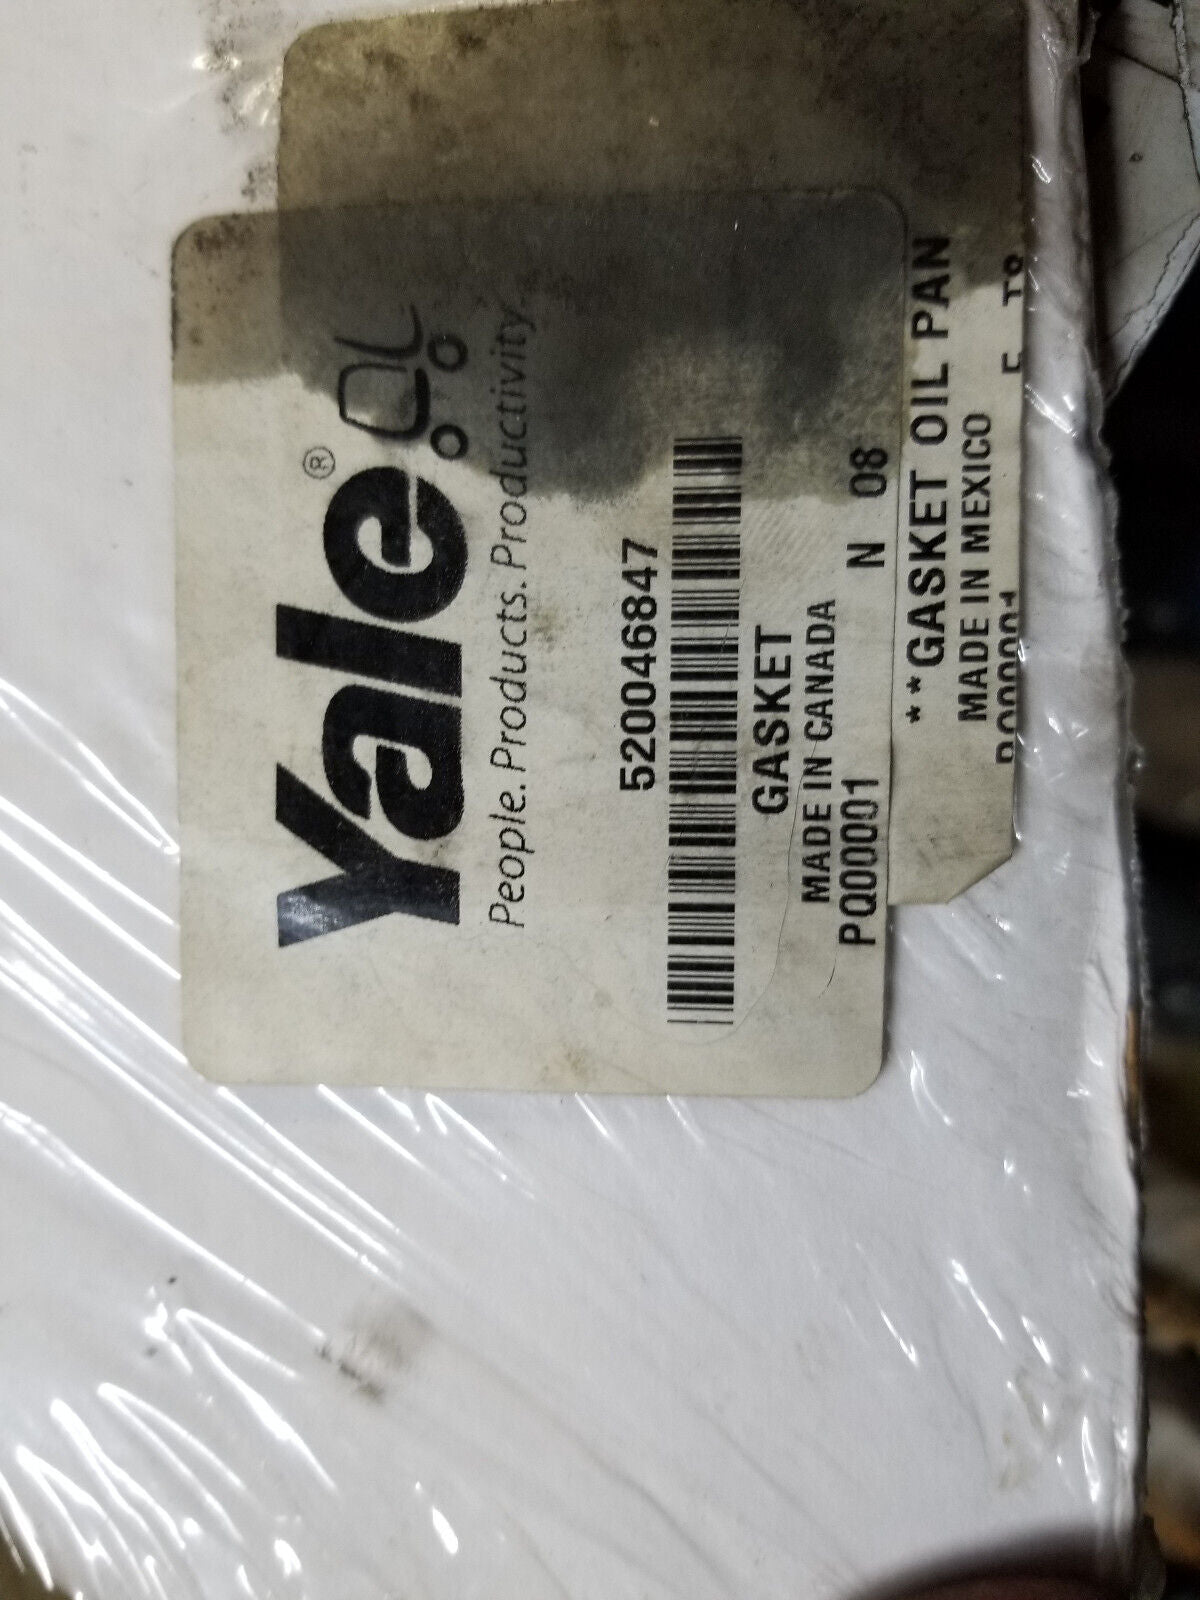 Yale®
People. Products. Productivity.
520046847
GASKET
MADE IN CANADA
PQ00001 N 08
**GASKET OIL PAN
MADE IN MEXICO